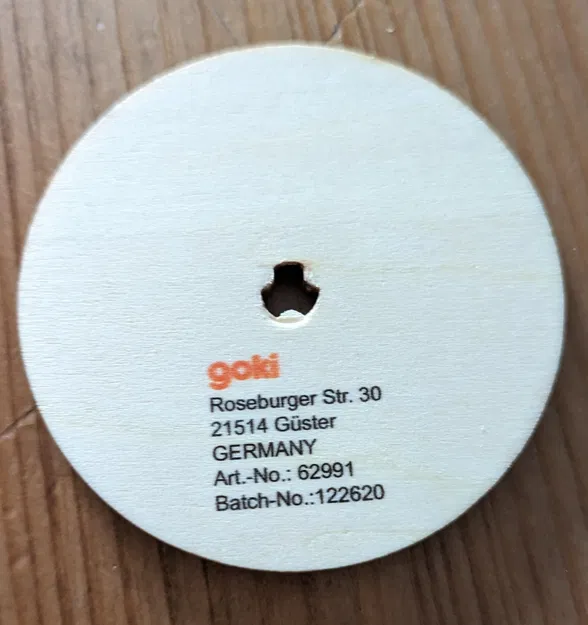 goki
Roseburger Str. 30
21514 Güster
GERMANY
Art.-No.: 62991
Batch-No.:122620